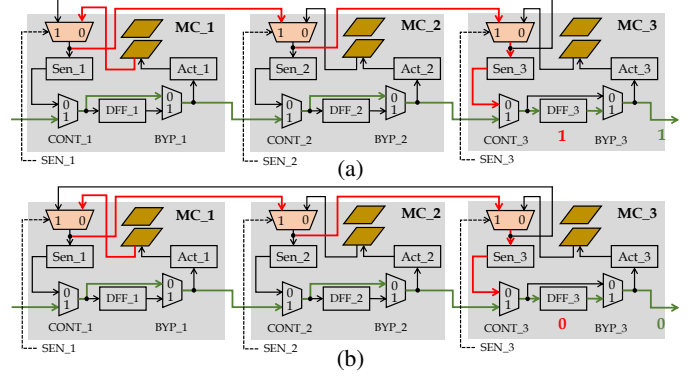 1 0 MC_1 1 0 MC_2 1 0 MC_3
Sen_1 Act_1 Sen_2 Act_2 Sen_3 Act_3
0 1 DFF_1 0 1 0 1 DFF_2 0 1 0 1 DFF_3 0 1
CONT_1 BYP_1 CONT_2 BYP_2 CONT_3 1 BYP_3 1
SEN_1 SEN_2 SEN_3
(a)
1 0 MC_1 1 0 MC_2 1 0 MC_3
Sen_1 Act_1 Sen_2 Act_2 Sen_3 Act_3
0 1 DFF_1 0 1 0 1 DFF_2 0 1 0 1 DFF_3 0 1
CONT_1 BYP_1 CONT_2 BYP_2 CONT_3 0 BYP_3 0
SEN_1 SEN_2 SEN_3
(b)